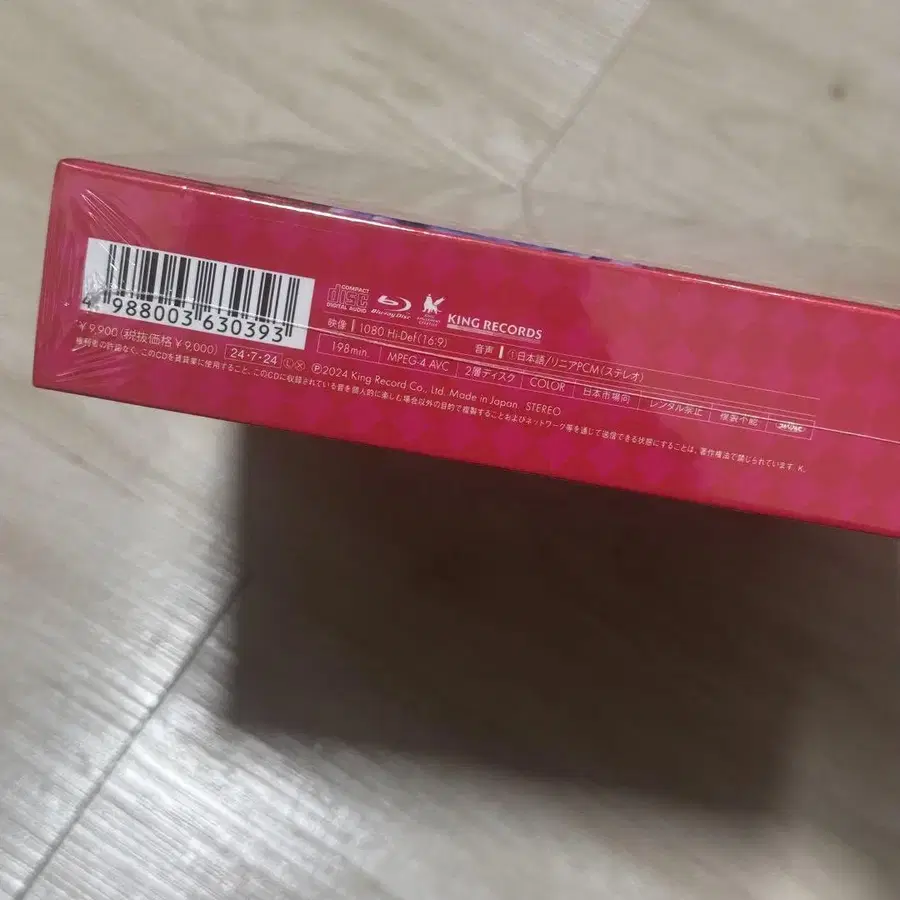 4 988003 630393
¥9,900(税抜価格 ¥9,000) 24・7・24 Ⓛ Ⓧ ℗2024 King Record Co., Ltd. Made in Japan. STEREO
権利者の許諾なく、このCDを賃貸業に使用すること、このCDに収録されている音を個人的に楽しむ場合以外の目的で複製することおよびネットワーク等を通じて送信できる状態にすることは、著作権法で禁じられています。K.
COMPACT disc DIGITAL AUDIO
Blu-ray Disc
KING RECORDS
映像 1080 Hi-Def(16:9) 音声 ①日本語/リニアPCM(ステレオ)
198min. MPEG-4 AVC 2層ディスク COLOR 日本市場向 レンタル禁止 複製不能